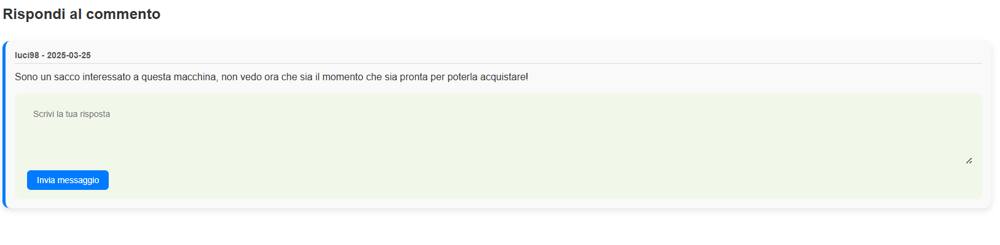 Rispondi al commento
luci98 - 2025-03-25
Sono un sacco interessato a questa macchina, non vedo ora che sia il momento che sia pronta per poterla acquistare!
Scrivi la tua risposta
Invia messaggio